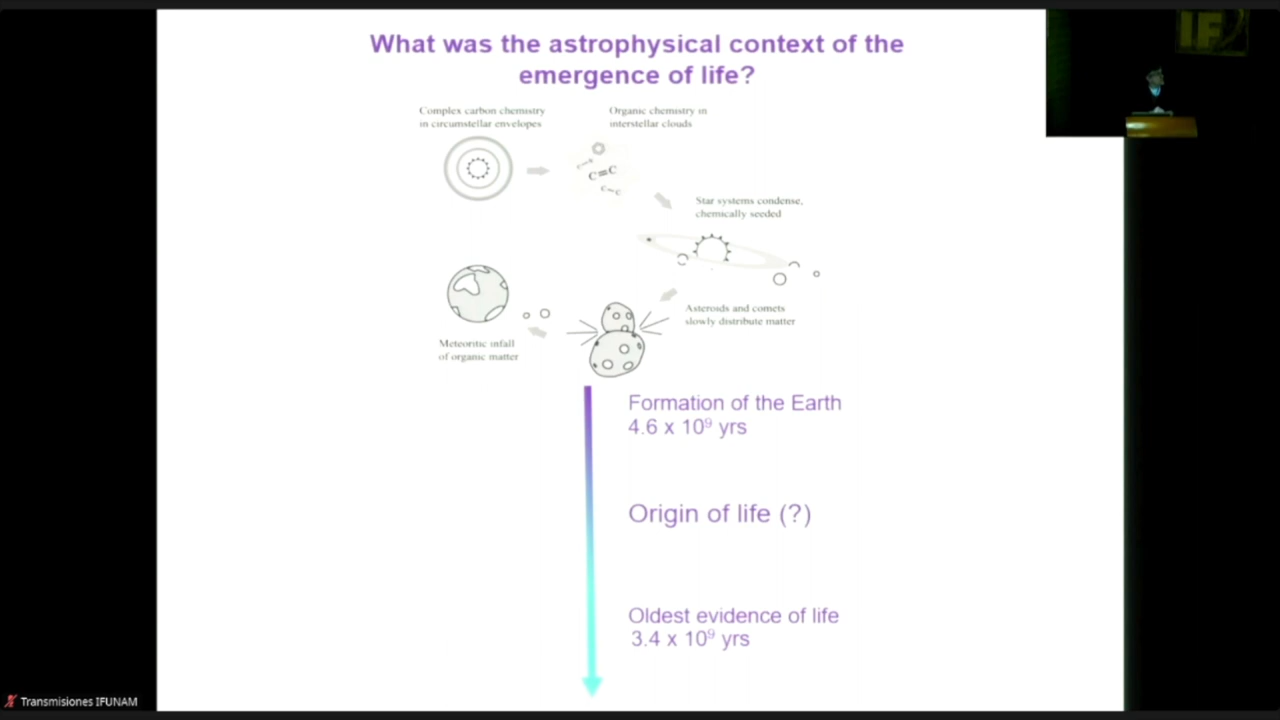 What was the astrophysical context of the
emergence of life?
Complex carbon chemistry
in circumstellar envelopes
Organic chemistry in
interstellar clouds
C=C
Star systems condense,
chemically seeded
Asteroids and comets
slowly distribute matter
Meteoritic infall
of organic matter
Formation of the Earth
4.6 x 10⁹ yrs
Origin of life (?)
Oldest evidence of life
3.4 x 10⁹ yrs
IF
Transmisiones IFUNAM